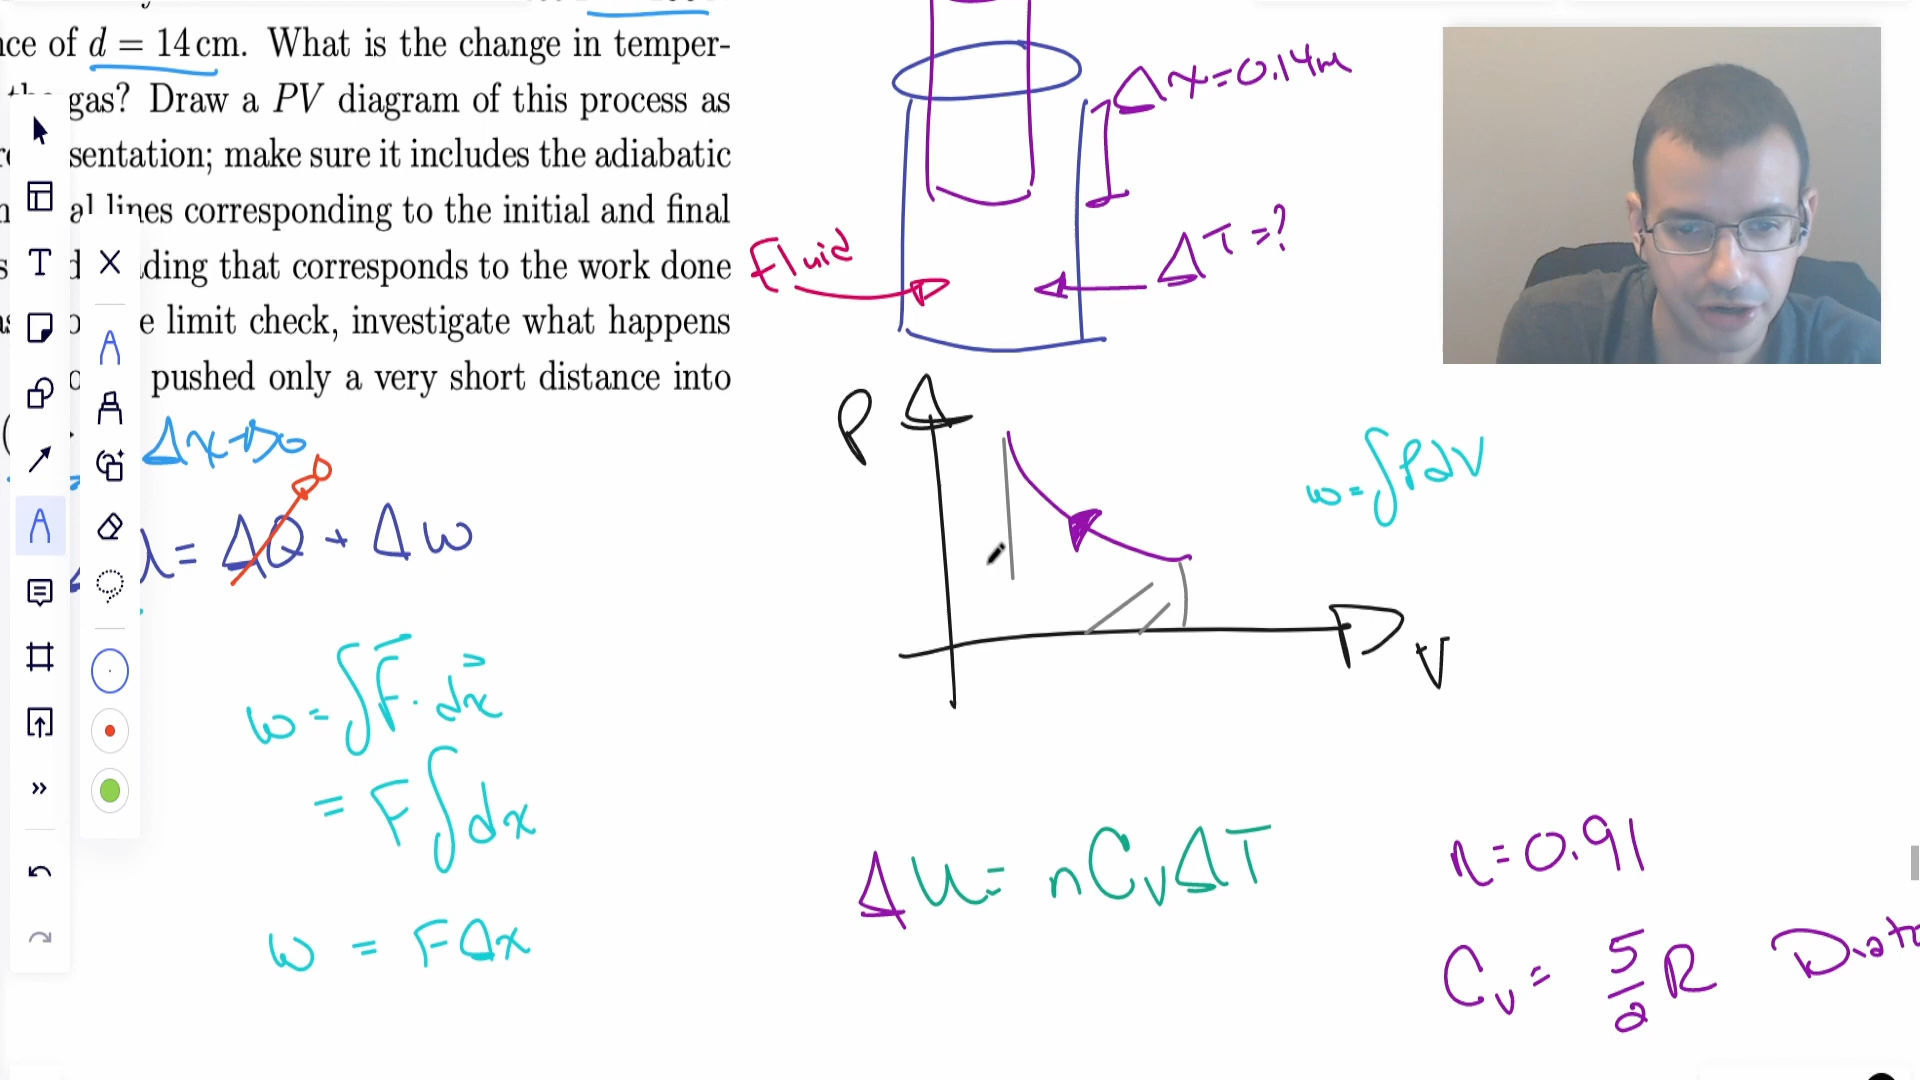 ce of d = 14 cm. What is the change in temper-
gas? Draw a PV diagram of this process as
sentation; make sure it includes the adiabatic
al lines corresponding to the initial and final
ding that corresponds to the work done
e limit check, investigate what happens
pushed only a very short distance into
Δx→0
= ΔQ + Δw
w = ∫F · dx
= F∫dx
w = FΔx
Δx=0.14m
Fluid
ΔT=?
P
V
w=∫PdV
ΔU = nCvΔT
n=0.91
Cv = 5/2 R Diato
T
A